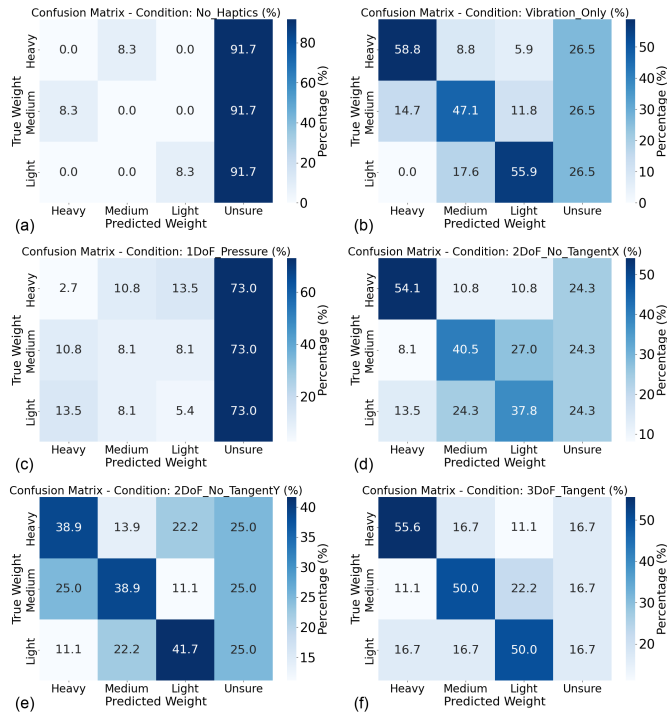 Confusion Matrix - Condition: No_Haptics (%)
Heavy 0.0 8.3 0.0 91.7
Medium 8.3 0.0 0.0 91.7
Light 0.0 0.0 8.3 91.7
Heavy Medium Light Unsure
Predicted Weight
True Weight
80
60
40
20
0
Percentage (%)
(a)
Confusion Matrix - Condition: Vibration_Only (%)
Heavy 58.8 8.8 5.9 26.5
Medium 14.7 47.1 11.8 26.5
Light 0.0 17.6 55.9 26.5
Heavy Medium Light Unsure
Predicted Weight
True Weight
50
40
30
20
10
0
Percentage (%)
(b)
Confusion Matrix - Condition: 1DoF_Pressure (%)
Heavy 2.7 10.8 13.5 73.0
Medium 10.8 8.1 8.1 73.0
Light 13.5 8.1 5.4 73.0
Heavy Medium Light Unsure
Predicted Weight
True Weight
60
40
20
Percentage (%)
(c)
Confusion Matrix - Condition: 2DoF_No_TangentX (%)
Heavy 54.1 10.8 10.8 24.3
Medium 8.1 40.5 27.0 24.3
Light 13.5 24.3 37.8 24.3
Heavy Medium Light Unsure
Predicted Weight
True Weight
50
40
30
20
10
Percentage (%)
(d)
Confusion Matrix - Condition: 2DoF_No_TangentY (%)
Heavy 38.9 13.9 22.2 25.0
Medium 25.0 38.9 11.1 25.0
Light 11.1 22.2 41.7 25.0
Heavy Medium Light Unsure
Predicted Weight
True Weight
40
35
30
25
20
15
Percentage (%)
(e)
Confusion Matrix - Condition: 3DoF_Tangent (%)
Heavy 55.6 16.7 11.1 16.7
Medium 11.1 50.0 22.2 16.7
Light 16.7 16.7 50.0 16.7
Heavy Medium Light Unsure
Predicted Weight
True Weight
50
40
30
20
Percentage (%)
(f)